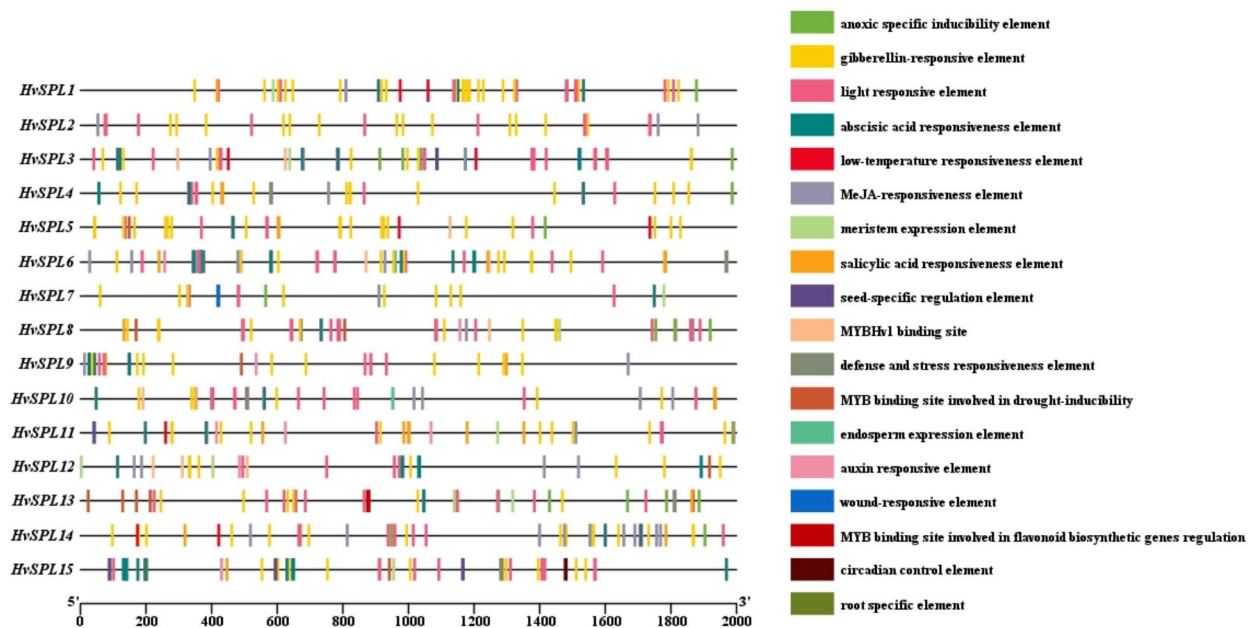 HvSPL1
HvSPL2
HvSPL3
HvSPL4
HvSPL5
HvSPL6
HvSPL7
HvSPL8
HvSPL9
HvSPL10
HvSPL11
HvSPL12
HvSPL13
HvSPL14
HvSPL15
5' 3'
0 200 400 600 800 1000 1200 1400 1600 1800 2000
anoxic specific inducibility element
gibberellin-responsive element
light responsive element
abscisic acid responsiveness element
low-temperature responsiveness element
MeJA-responsiveness element
meristem expression element
salicylic acid responsiveness element
seed-specific regulation element
MYBHv1 binding site
defense and stress responsiveness element
MYB binding site involved in drought-inducibility
endosperm expression element
auxin responsive element
wound-responsive element
MYB binding site involved in flavonoid biosynthetic genes regulation
circadian control element
root specific element